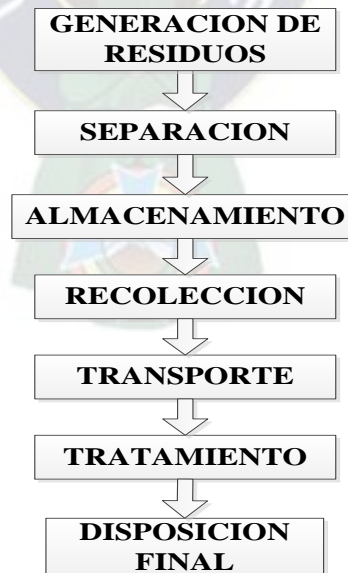 GENERACION DE
RESIDUOS
SEPARACION
ALMACENAMIENTO
RECOLECCION
TRANSPORTE
TRATAMIENTO
DISPOSICION
FINAL